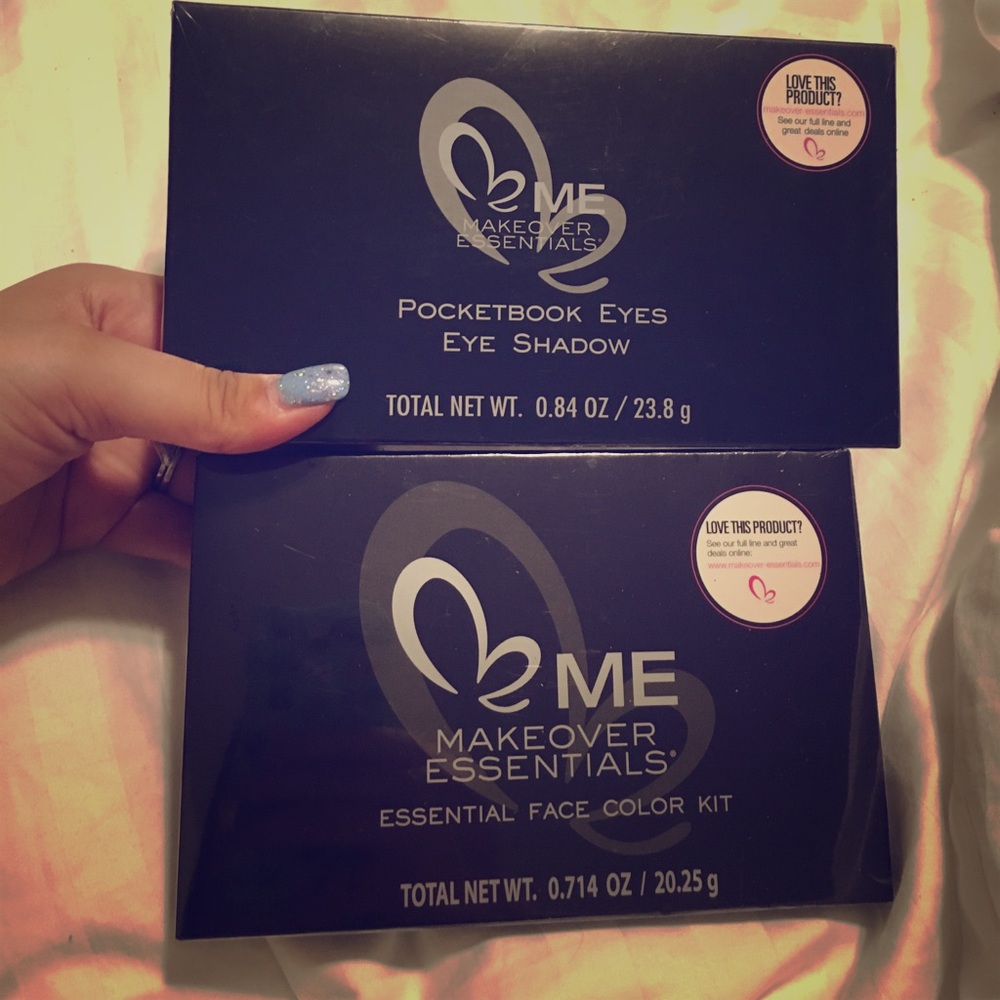 LOVE THIS
PRODUCT?
makeover-essentials.com
See our full line and
great deals online
ME
MAKEOVER
ESSENTIALS®
POCKETBOOK EYES
EYE SHADOW
TOTAL NET WT. 0.84 OZ / 23.8 g
LOVE THIS PRODUCT?
See our full line and great
deals online:
www.makeover-essentials.com
ME
MAKEOVER
ESSENTIALS®
ESSENTIAL FACE COLOR KIT
TOTAL NET WT. 0.714 OZ / 20.25 g